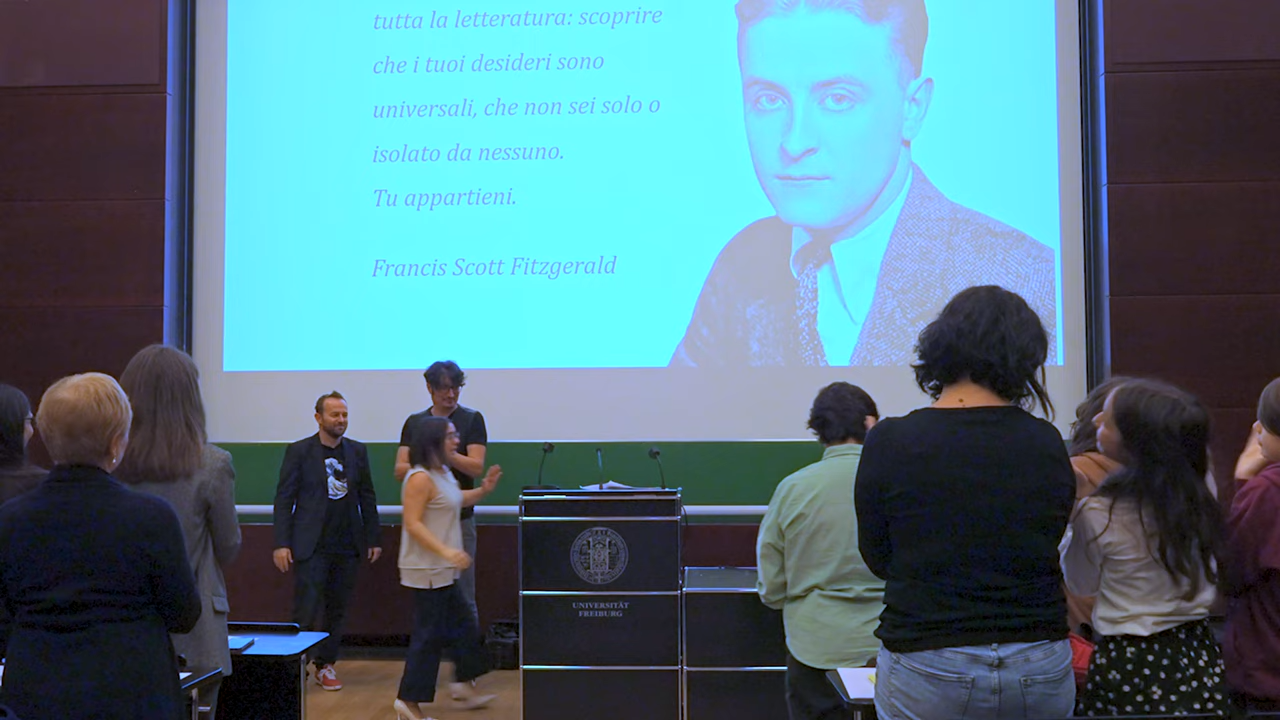 tutta la letteratura: scoprire
che i tuoi desideri sono
universali, che non sei solo o
isolato da nessuno.
Tu appartieni.
Francis Scott Fitzgerald
UNIVERSITÄT
FREIBURG